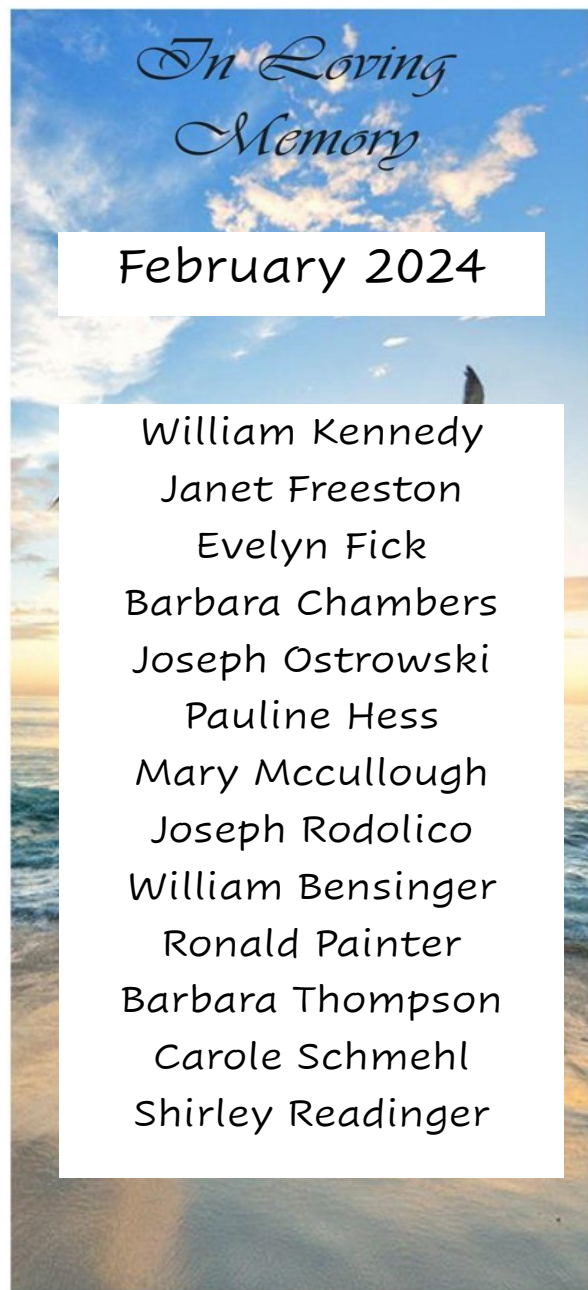 In Loving
Memory
February 2024
William Kennedy
Janet Freeston
Evelyn Fick
Barbara Chambers
Joseph Ostrowski
Pauline Hess
Mary Mccullough
Joseph Rodolico
William Bensinger
Ronald Painter
Barbara Thompson
Carole Schmehl
Shirley Readinger